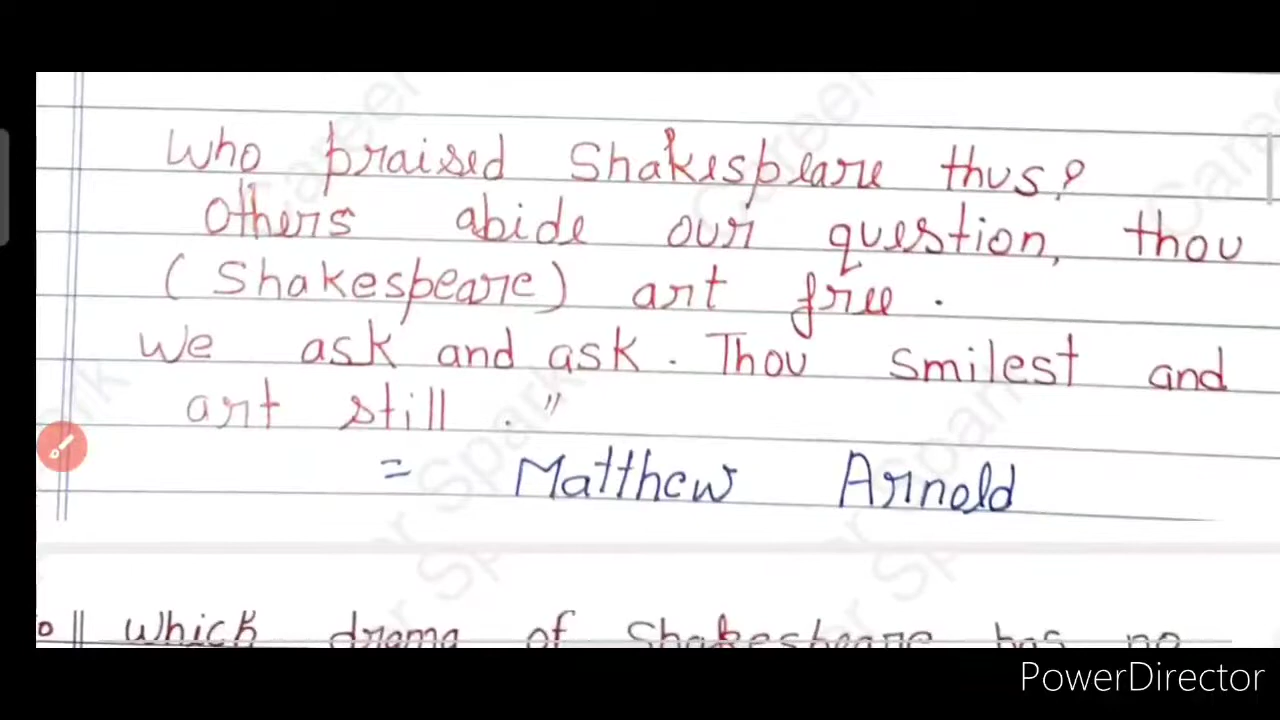 Who praised Shakespeare thus?
Others abide our question, thou
(Shakespeare) art free.
We ask and ask. Thou smilest and
art still."
= Matthew Arnold
Which drama of Shakespeare has no
PowerDirector